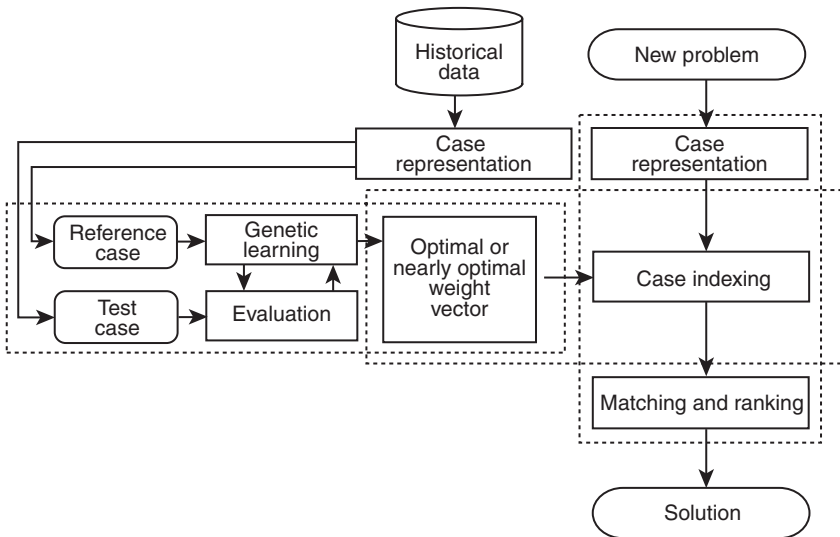 Historical
data
New problem
Case
representation
Case
representation
Reference
case
Genetic
learning
Optimal or
nearly optimal
weight
vector
Case indexing
Test
case
Evaluation
Matching and ranking
Solution